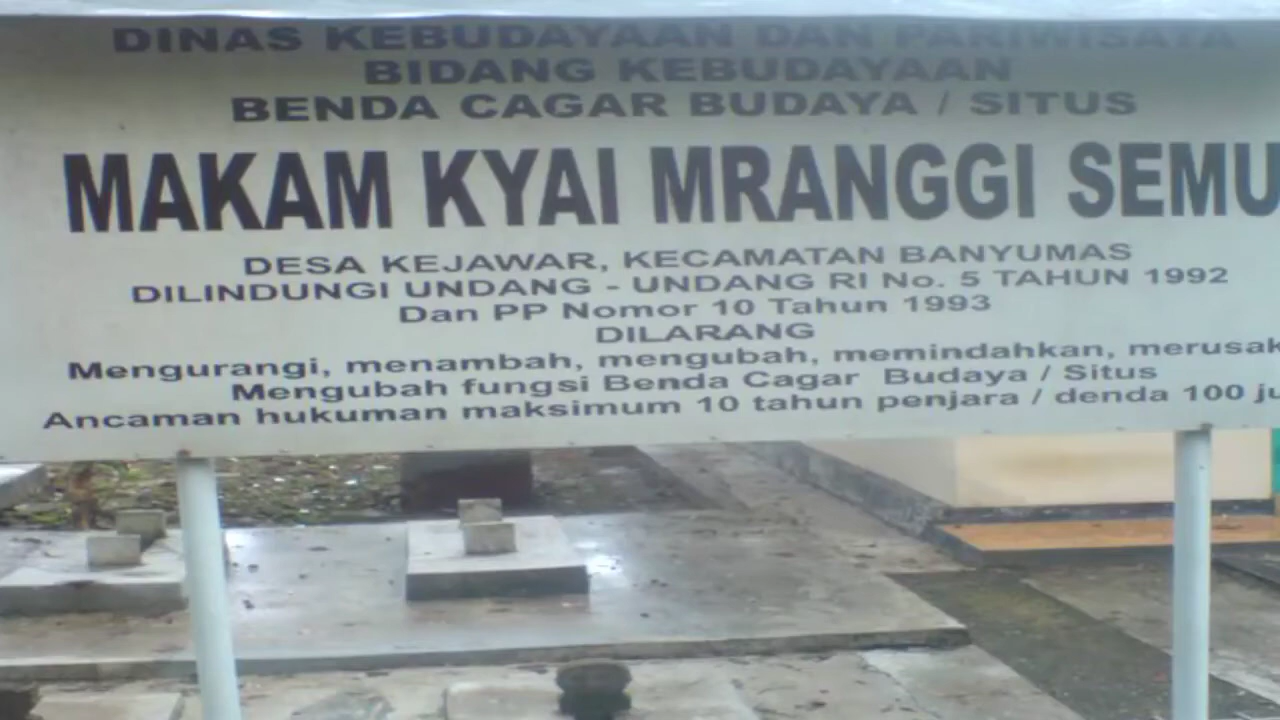 DINAS KEBUDAYAAN DAN PARIWISATA
BIDANG KEBUDAYAAN
BENDA CAGAR BUDAYA / SITUS
MAKAM KYAI MRANGGI SEMU
DESA KEJAWAR, KECAMATAN BANYUMAS
DILINDUNGI UNDANG - UNDANG RI No. 5 TAHUN 1992
Dan PP Nomor 10 Tahun 1993
DILARANG
Mengurangi, menambah, mengubah, memindahkan, merusak
Mengubah fungsi Benda Cagar Budaya / Situs
Ancaman hukuman maksimum 10 tahun penjara / denda 100 ju